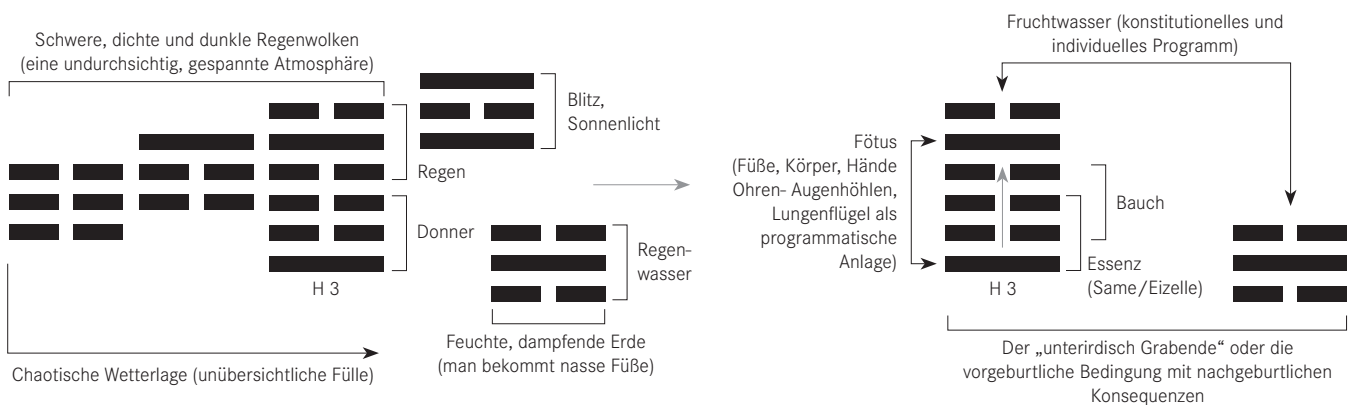 Schwere, dichte und dunkle Regenwolken
(eine undurchsichtig, gespannte Atmosphäre)
Blitz,
Sonnenlicht
Regen
Donner
H 3
Regen-
wasser
Feuchte, dampfende Erde
(man bekommt nasse Füße)
Chaotische Wetterlage (unübersichtliche Fülle)
Fruchtwasser (konstitutionelles und
individuelles Programm)
Fötus
(Füße, Körper, Hände
Ohren- Augenhöhlen,
Lungenflügel als
programmatische
Anlage)
Bauch
Essenz
(Same/Eizelle)
H 3
Der „unterirdisch Grabende“ oder die
vorgeburtliche Bedingung mit nachgeburtlichen
Konsequenzen